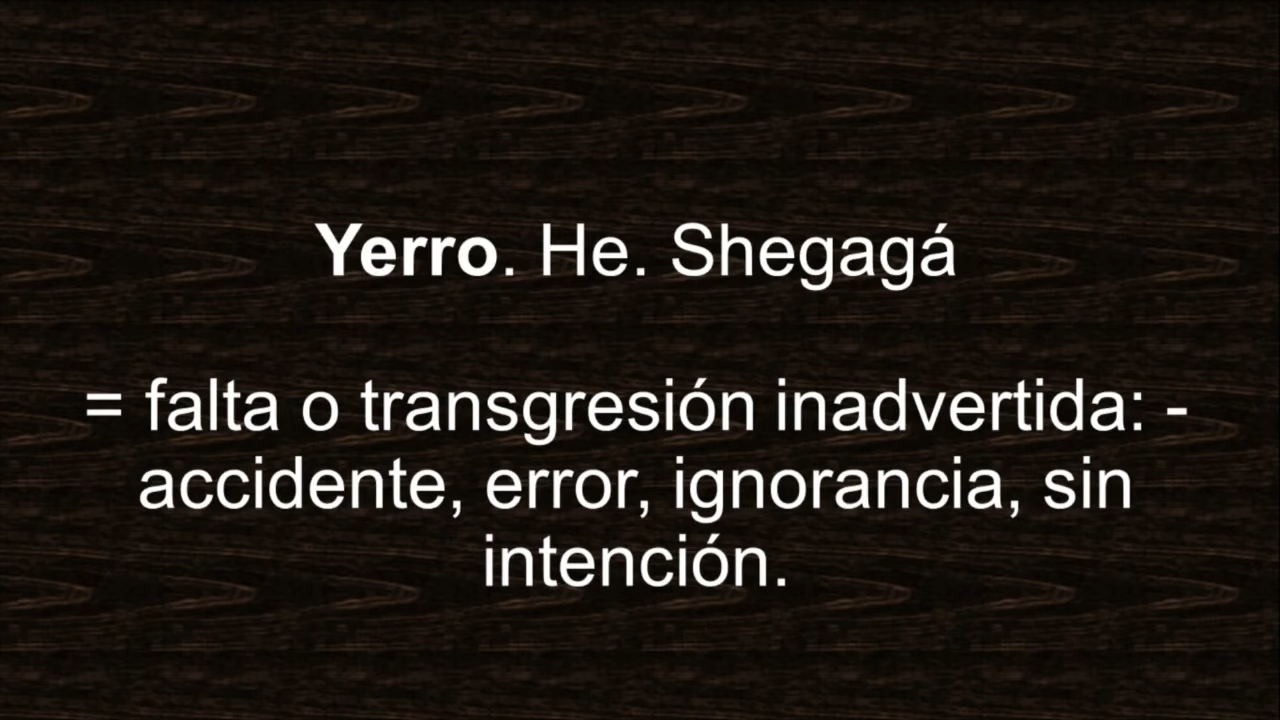 Yerro. He. Shegagá
= falta o transgresión inadvertida: -
accidente, error, ignorancia, sin
intención.